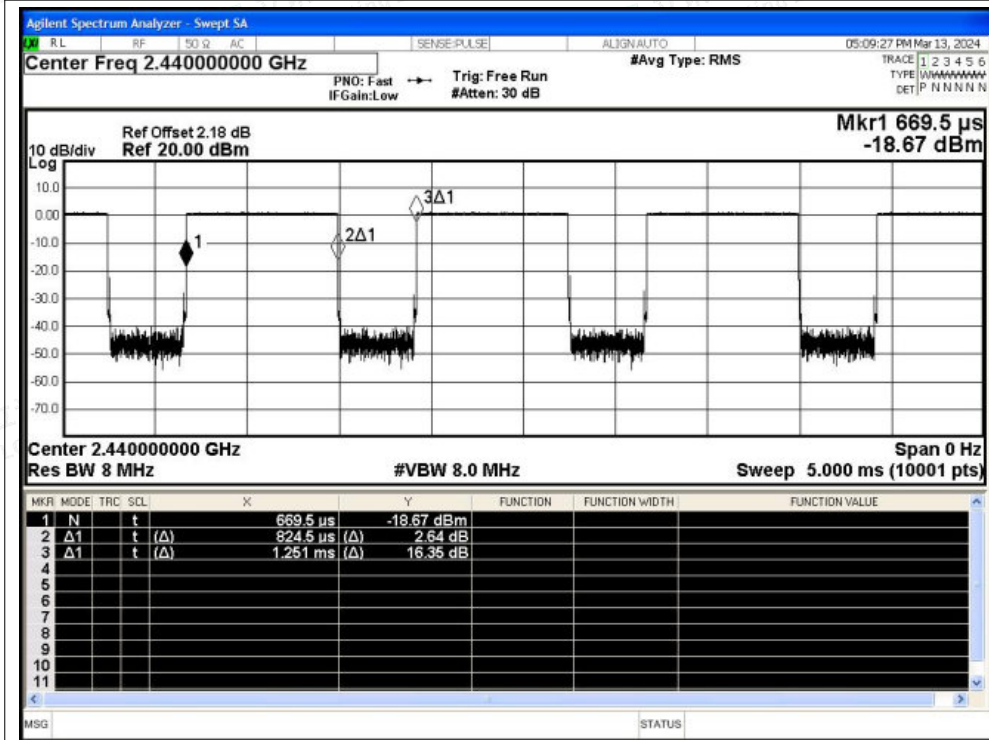 Agilent Spectrum Analyzer - Swept SA
LXI RL RF 50 Ω AC SENSE:PULSE ALIGNAUTO 05:09:27 PM Mar 13, 2024
Center Freq 2.440000000 GHz #Avg Type: RMS TRACE 1 2 3 4 5 6
PNO: Fast Trig: Free Run TYPE WWWWWW
IFGain:Low #Atten: 30 dB DET P N N N N N
Mkr1 669.5 µs
Ref Offset 2.18 dB
10 dB/div Ref 20.00 dBm -18.67 dBm
Log
10.0
3Δ1
0.00
2Δ1
-10.0
1
-20.0
-30.0
-40.0
-50.0
-60.0
-70.0
Center 2.440000000 GHz Span 0 Hz
Res BW 8 MHz #VBW 8.0 MHz Sweep 5.000 ms (10001 pts)
MKR MODE TRC SCL X Y FUNCTION FUNCTION WIDTH FUNCTION VALUE
1 N t 669.5 µs -18.67 dBm
2 Δ1 t (Δ) 824.5 µs (Δ) 2.64 dB
3 Δ1 t (Δ) 1.251 ms (Δ) 16.35 dB
4
5
6
7
8
9
10
11
MSG STATUS